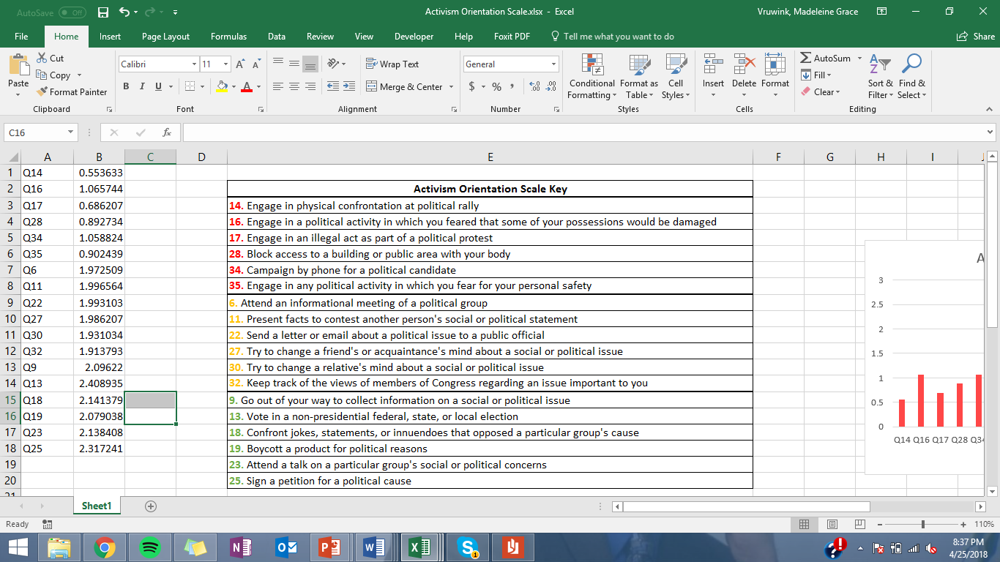 AutoSave Off
Activism Orientation Scale.xlsx - Excel
Vruwink, Madeleine Grace
File Home Insert Page Layout Formulas Data Review View Developer Help Foxit PDF Tell me what you want to do Share
Paste
Cut
Copy
Format Painter
Clipboard
Calibri 11
B I U
Font
Wrap Text
Merge & Center
Alignment
General
$ % ,
Number
Conditional Formatting
Format as Table
Cell Styles
Styles
Insert Delete Format
Cells
AutoSum
Fill
Clear
Sort & Filter
Find & Select
Editing
C16
fx
A B C D E F G H I J
1 Q14 0.553633
2 Q16 1.065744 Activism Orientation Scale Key
3 Q17 0.686207 14. Engage in physical confrontation at political rally
4 Q28 0.892734 16. Engage in a political activity in which you feared that some of your possessions would be damaged
5 Q34 1.058824 17. Engage in an illegal act as part of a political protest
6 Q35 0.902439 28. Block access to a building or public area with your body
7 Q6 1.972509 34. Campaign by phone for a political candidate
8 Q11 1.996564 35. Engage in any political activity in which you fear for your personal safety
9 Q22 1.993103 6. Attend an informational meeting of a political group
10 Q27 1.986207 11. Present facts to contest another person's social or political statement
11 Q30 1.931034 22. Send a letter or email about a political issue to a public official
12 Q32 1.913793 27. Try to change a friend's or acquaintance's mind about a social or political issue
13 Q9 2.09622 30. Try to change a relative's mind about a social or political issue
14 Q13 2.408935 32. Keep track of the views of members of Congress regarding an issue important to you
15 Q18 2.141379 9. Go out of your way to collect information on a social or political issue
16 Q19 2.079038 13. Vote in a non-presidential federal, state, or local election
17 Q23 2.138408 18. Confront jokes, statements, or innuendoes that opposed a particular group's cause
18 Q25 2.317241 19. Boycott a product for political reasons
19 23. Attend a talk on a particular group's social or political concerns
20 25. Sign a petition for a political cause
21
A
3
2.5
2
1.5
1
0.5
0
Q14 Q16 Q17 Q28 Q34
Sheet1
Ready
110%
8:37 PM
4/25/2018